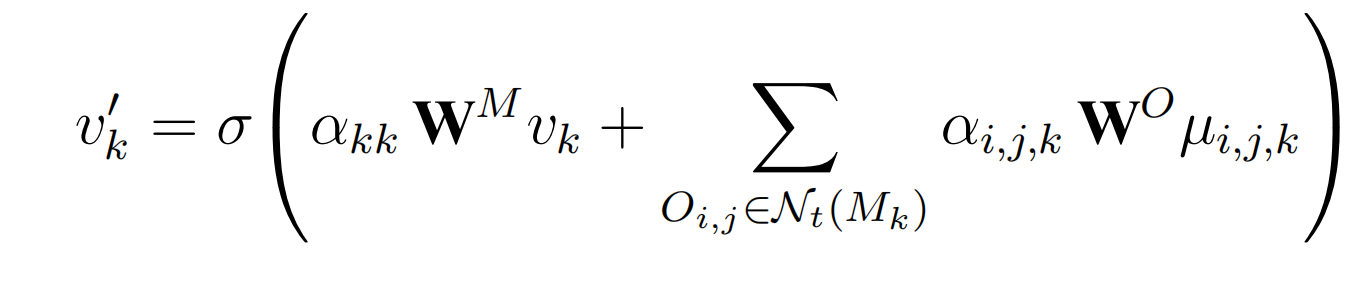 v'_k = σ ( α_{kk} W^M v_k + ∑_{O_{i,j} ∈ 𝒩_t(M_k)} α_{i,j,k} W^O μ_{i,j,k} )